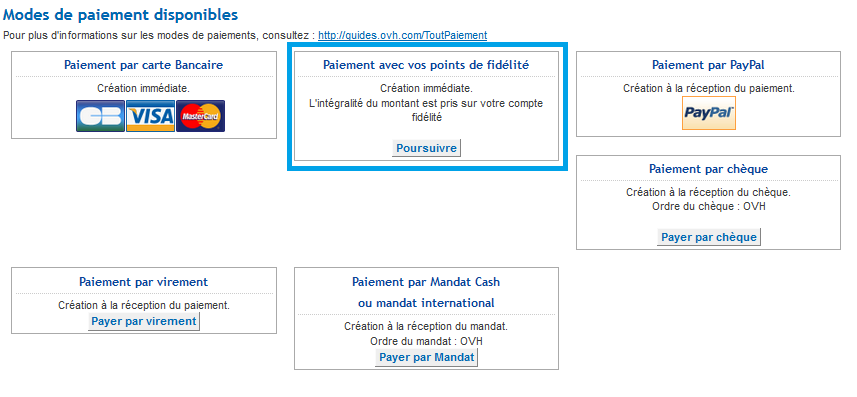 Modes de paiement disponibles
Pour plus d'informations sur les modes de paiements, consultez : http://guides.ovh.com/ToutPaiement
Paiement par carte Bancaire
Création immédiate.
CB VISA MasterCard
Paiement avec vos points de fidélité
Création immédiate.
L'intégralité du montant est pris sur votre compte
fidélité
Poursuivre
Paiement par PayPal
Création à la réception du paiement.
PayPal
Paiement par chèque
Création à la réception du chèque.
Ordre du chèque : OVH
Payer par chèque
Paiement par virement
Création à la réception du paiement.
Payer par virement
Paiement par Mandat Cash
ou mandat international
Création à la réception du mandat.
Ordre du mandat : OVH
Payer par Mandat